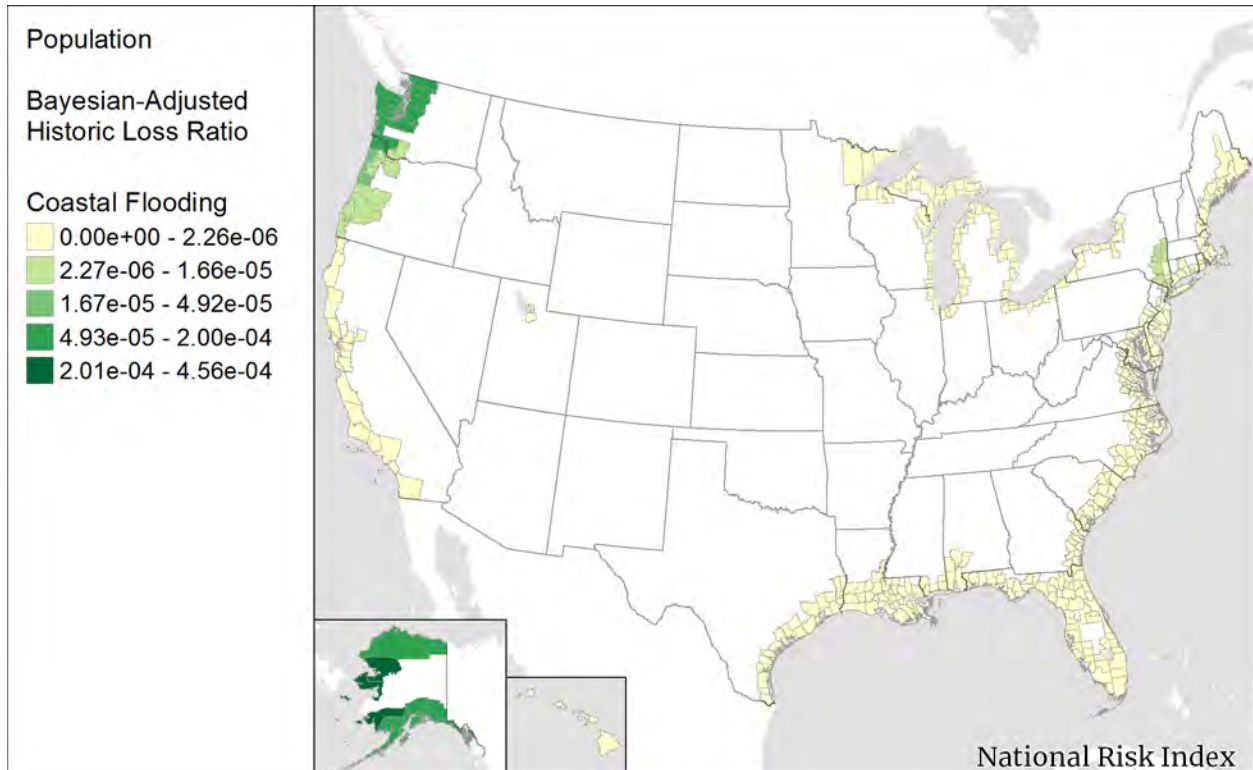 Population
Bayesian-Adjusted
Historic Loss Ratio
Coastal Flooding
0.00e+00 - 2.26e-06
2.27e-06 - 1.66e-05
1.67e-05 - 4.92e-05
4.93e-05 - 2.00e-04
2.01e-04 - 4.56e-04
National Risk Index